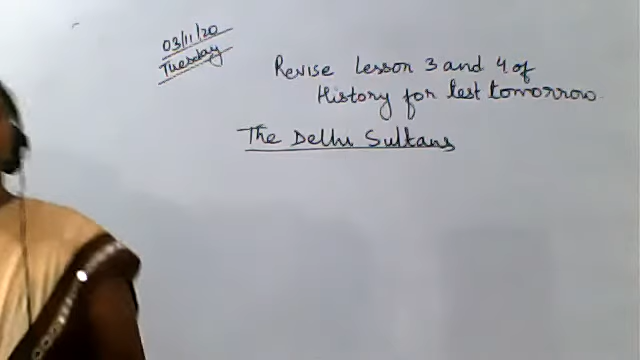 03/11/20
Tuesday
Revise Lesson 3 and 4 of
History for test tomorrow.
The Delhi Sultans